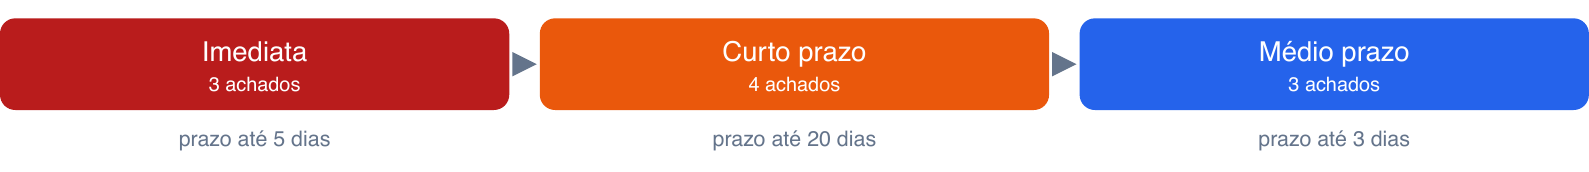 Imediata
3 achados
prazo até 5 dias
Curto prazo
4 achados
prazo até 20 dias
Médio prazo
3 achados
prazo até 3 dias